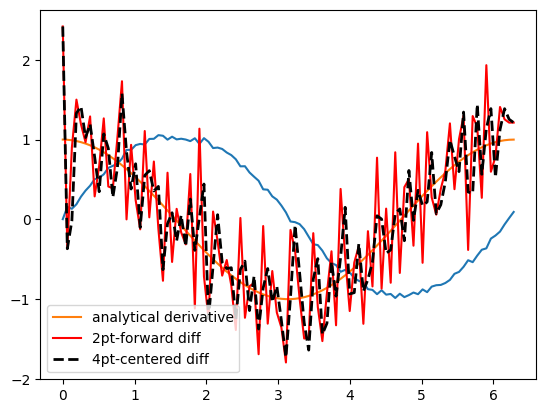 2
1
0
−1
−2
analytical derivative
2pt-forward diff
4pt-centered diff
0 1 2 3 4 5 6